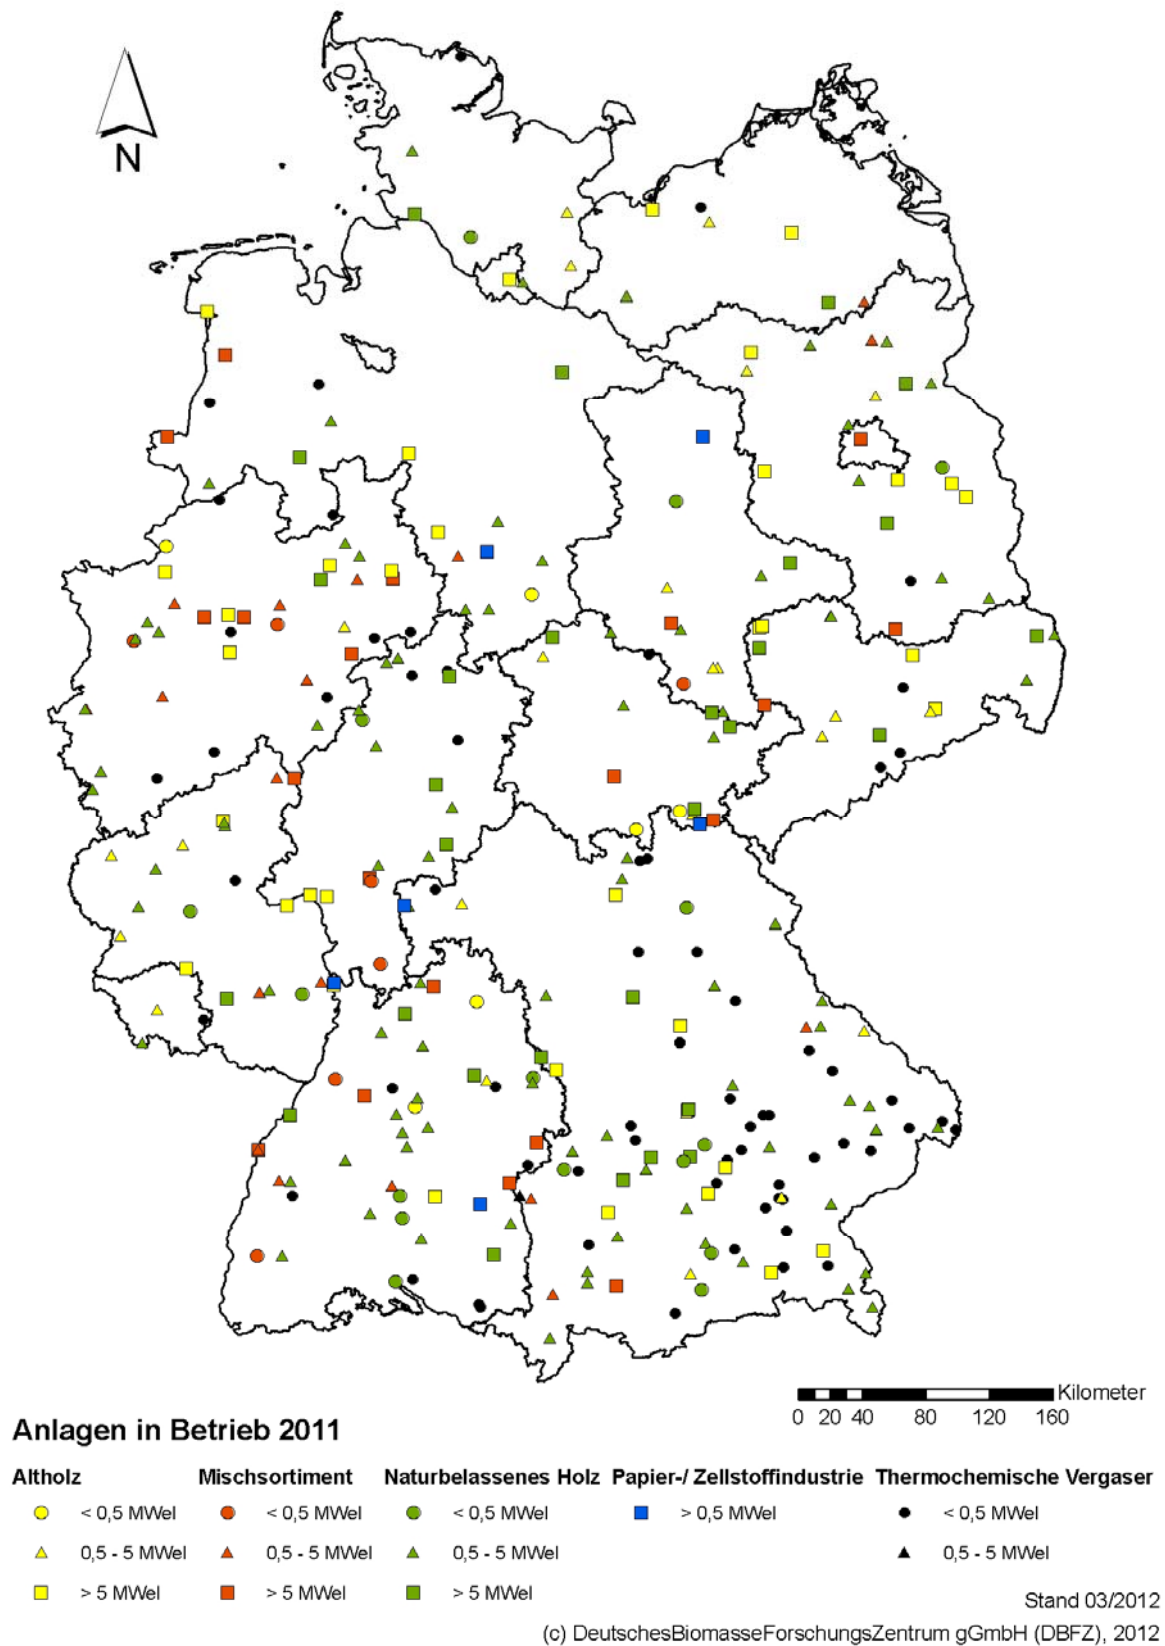 N
Kilometer
0 20 40 80 120 160
Anlagen in Betrieb 2011
Altholz Mischsortiment Naturbelassenes Holz Papier-/ Zellstoffindustrie Thermochemische Vergaser
< 0,5 MWel < 0,5 MWel < 0,5 MWel > 0,5 MWel < 0,5 MWel
0,5 - 5 MWel 0,5 - 5 MWel 0,5 - 5 MWel 0,5 - 5 MWel
> 5 MWel > 5 MWel > 5 MWel
Stand 03/2012
(c) DeutschesBiomasseForschungsZentrum gGmbH (DBFZ), 2012